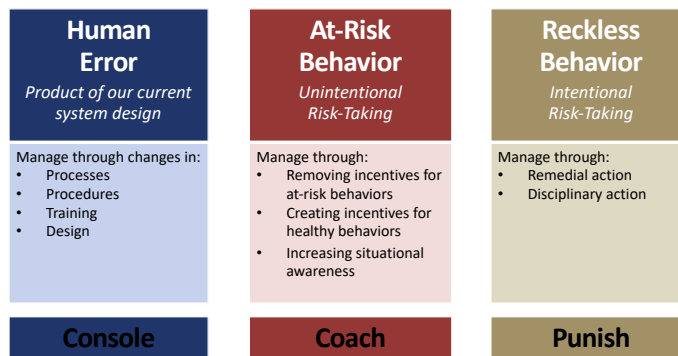 Human
Error
Product of our current
system design
Manage through changes in:
• Processes
• Procedures
• Training
• Design
Console
At-Risk
Behavior
Unintentional
Risk-Taking
Manage through:
• Removing incentives for
at-risk behaviors
• Creating incentives for
healthy behaviors
• Increasing situational
awareness
Coach
Reckless
Behavior
Intentional
Risk-Taking
Manage through:
• Remedial action
• Disciplinary action
Punish